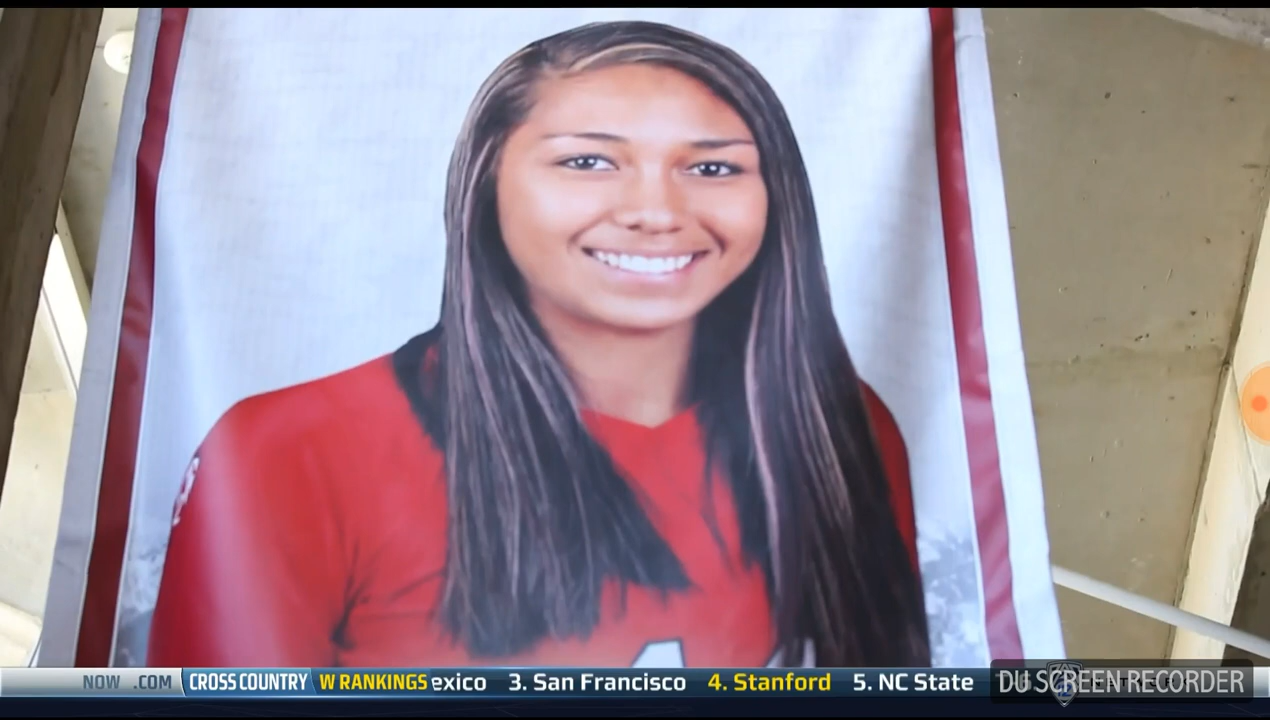 NOW .COM CROSS COUNTRY W RANKINGS exico 3. San Francisco 4. Stanford 5. NC State DU SCREEN RECORDER